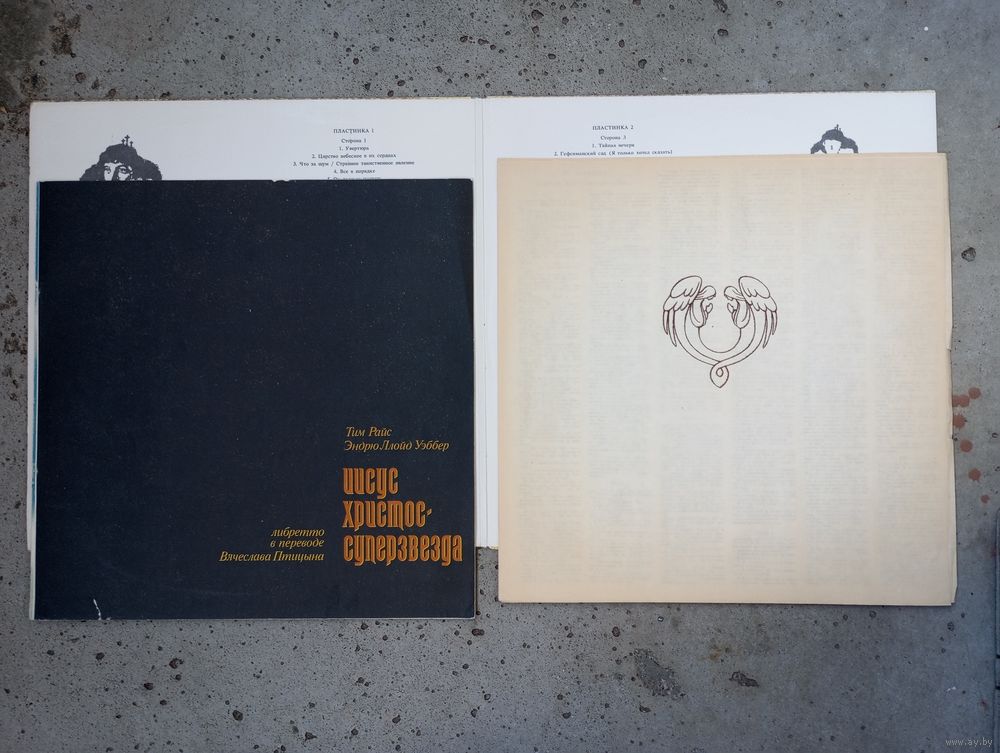 ПЛАСТИНКА 1
Сторона 1
1. Увертюра
2. Царство небесное в их сердцах
3. Что за шум / Странное таинственное явление
4. Все в порядке
ПЛАСТИНКА 2
Сторона 3
1. Тайная вечеря
2. Гефсиманский сад (Я только хотел сказать)
Тим Райс
Эндрю Ллойд Уэббер
иисус
христос-
суперзвезда
либретто
в переводе
Вячеслава Птицына
www.ay.by